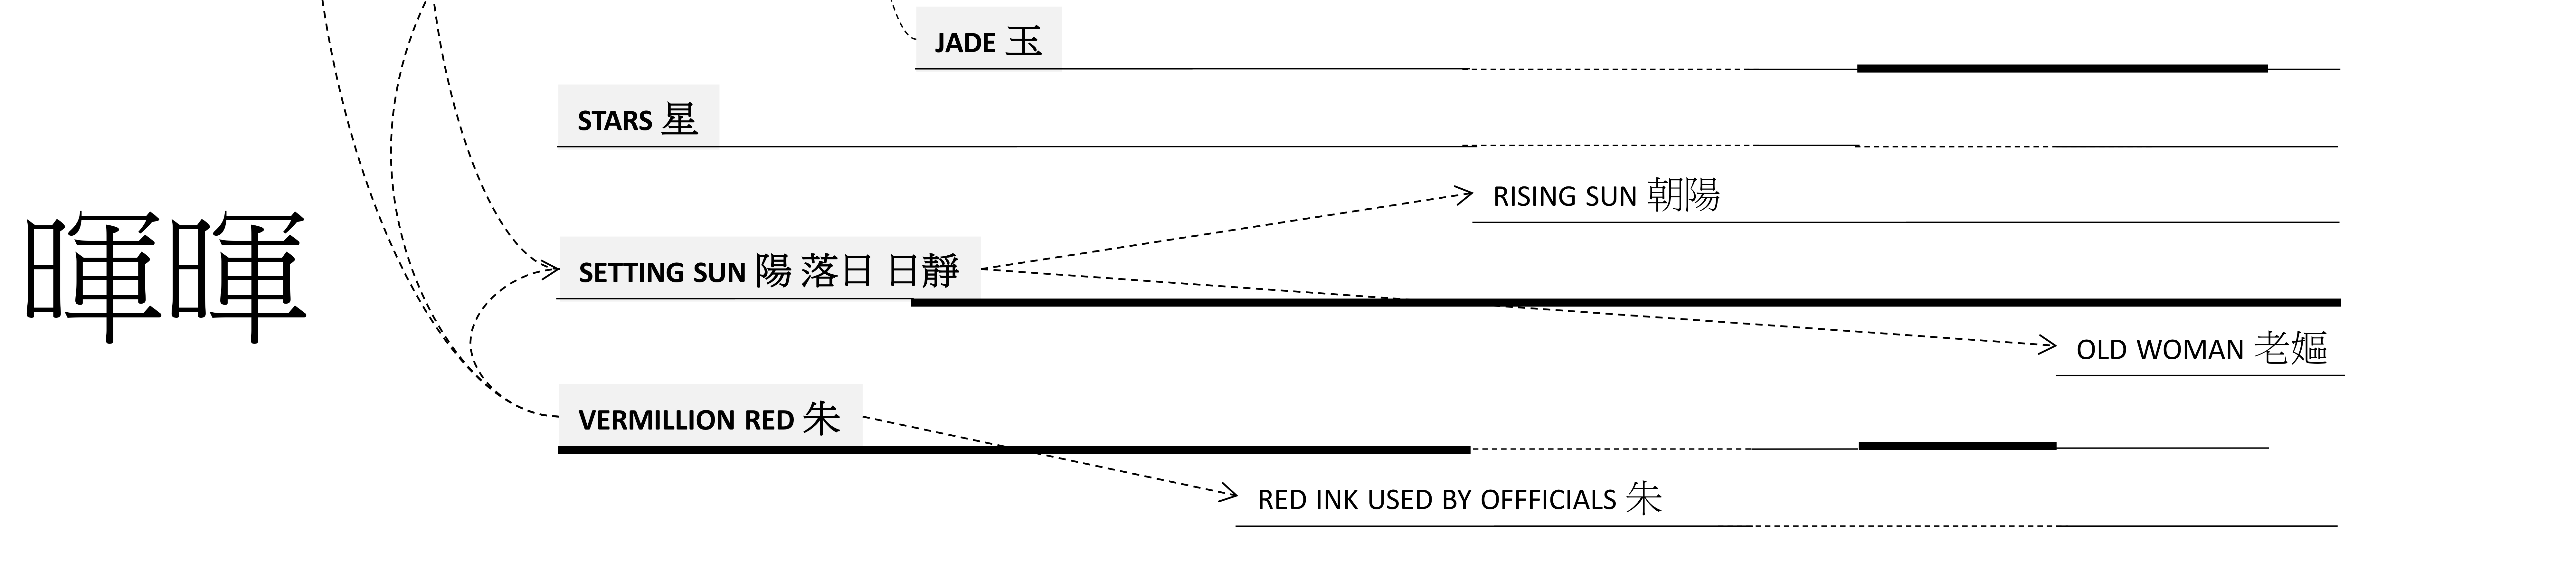 JADE 玉
STARS 星
RISING SUN 朝陽
暉暉
SETTING SUN 陽 落日 日靜
OLD WOMAN 老嫗
VERMILLION RED 朱
RED INK USED BY OFFFICIALS 朱